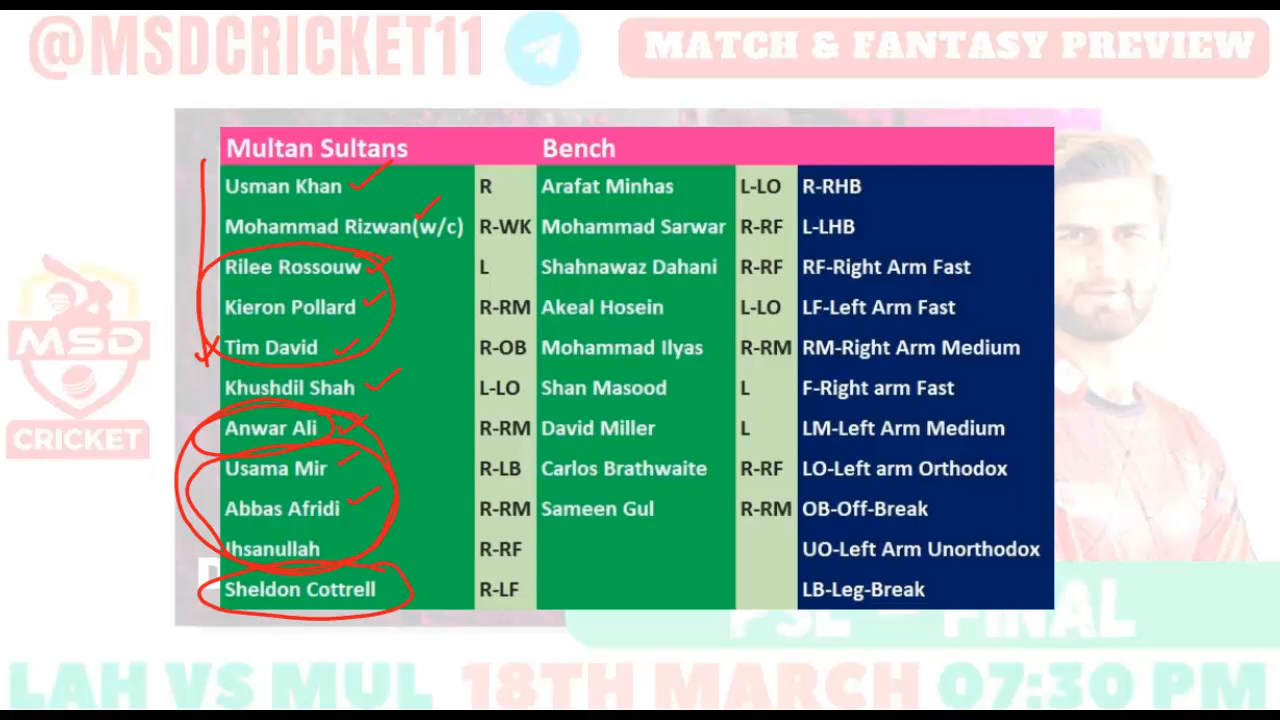 @MSDCRICKET11 MATCH & FANTASY PREVIEW
Multan Sultans Bench
Usman Khan R Arafat Minhas L-LO R-RHB
Mohammad Rizwan(w/c) R-WK Mohammad Sarwar R-RF L-LHB
Rilee Rossouw L Shahnawaz Dahani R-RF RF-Right Arm Fast
Kieron Pollard R-RM Akeal Hosein L-LO LF-Left Arm Fast
Tim David R-OB Mohammad Ilyas R-RM RM-Right Arm Medium
Khushdil Shah L-LO Shan Masood L F-Right arm Fast
Anwar Ali R-RM David Miller L LM-Left Arm Medium
Usama Mir R-LB Carlos Brathwaite R-RF LO-Left arm Orthodox
Abbas Afridi R-RM Sameen Gul R-RM OB-Off-Break
Ihsanullah R-RF UO-Left Arm Unorthodox
Sheldon Cottrell R-LF LB-Leg-Break
MSD
CRICKET
PSL - FINAL
LAH VS MUL 18TH MARCH 07:30 PM